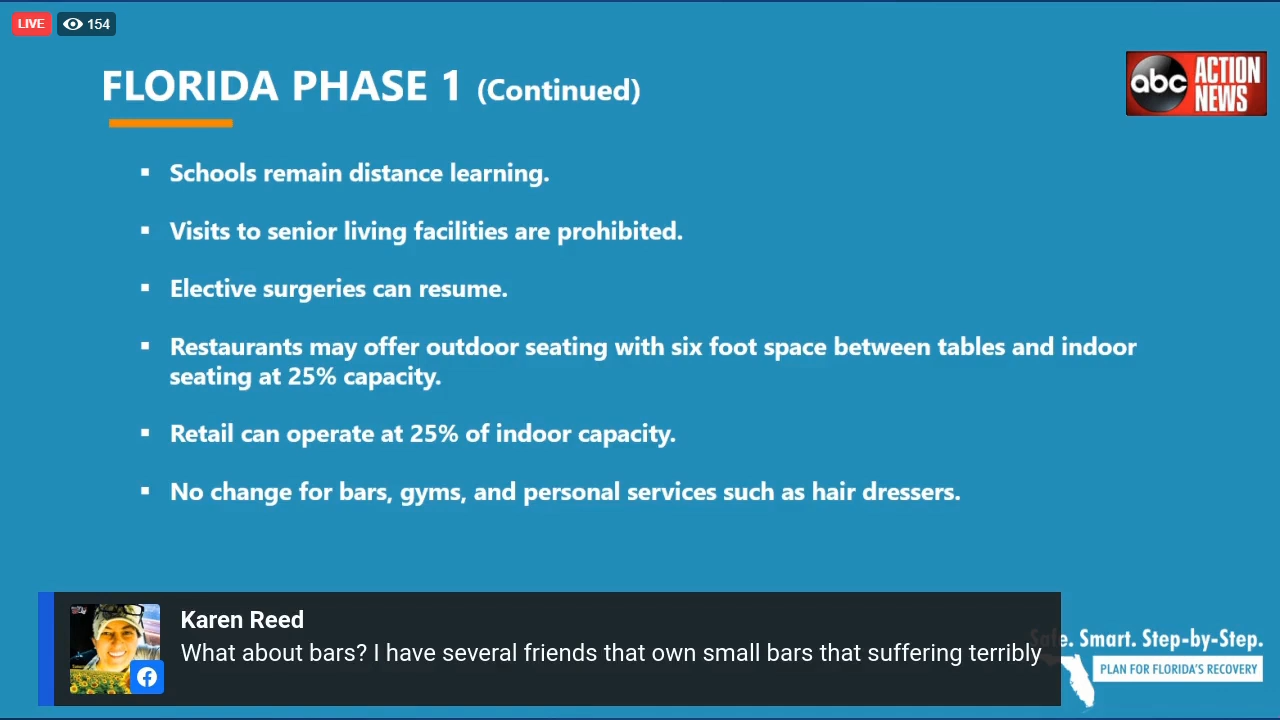 LIVE 154
FLORIDA PHASE 1 (Continued)
abc ACTION
NEWS
▪ Schools remain distance learning.
▪ Visits to senior living facilities are prohibited.
▪ Elective surgeries can resume.
▪ Restaurants may offer outdoor seating with six foot space between tables and indoor
seating at 25% capacity.
▪ Retail can operate at 25% of indoor capacity.
▪ No change for bars, gyms, and personal services such as hair dressers.
Karen Reed
What about bars? I have several friends that own small bars that suffering terribly
Safe. Smart. Step-by-Step.
PLAN FOR FLORIDA'S RECOVERY